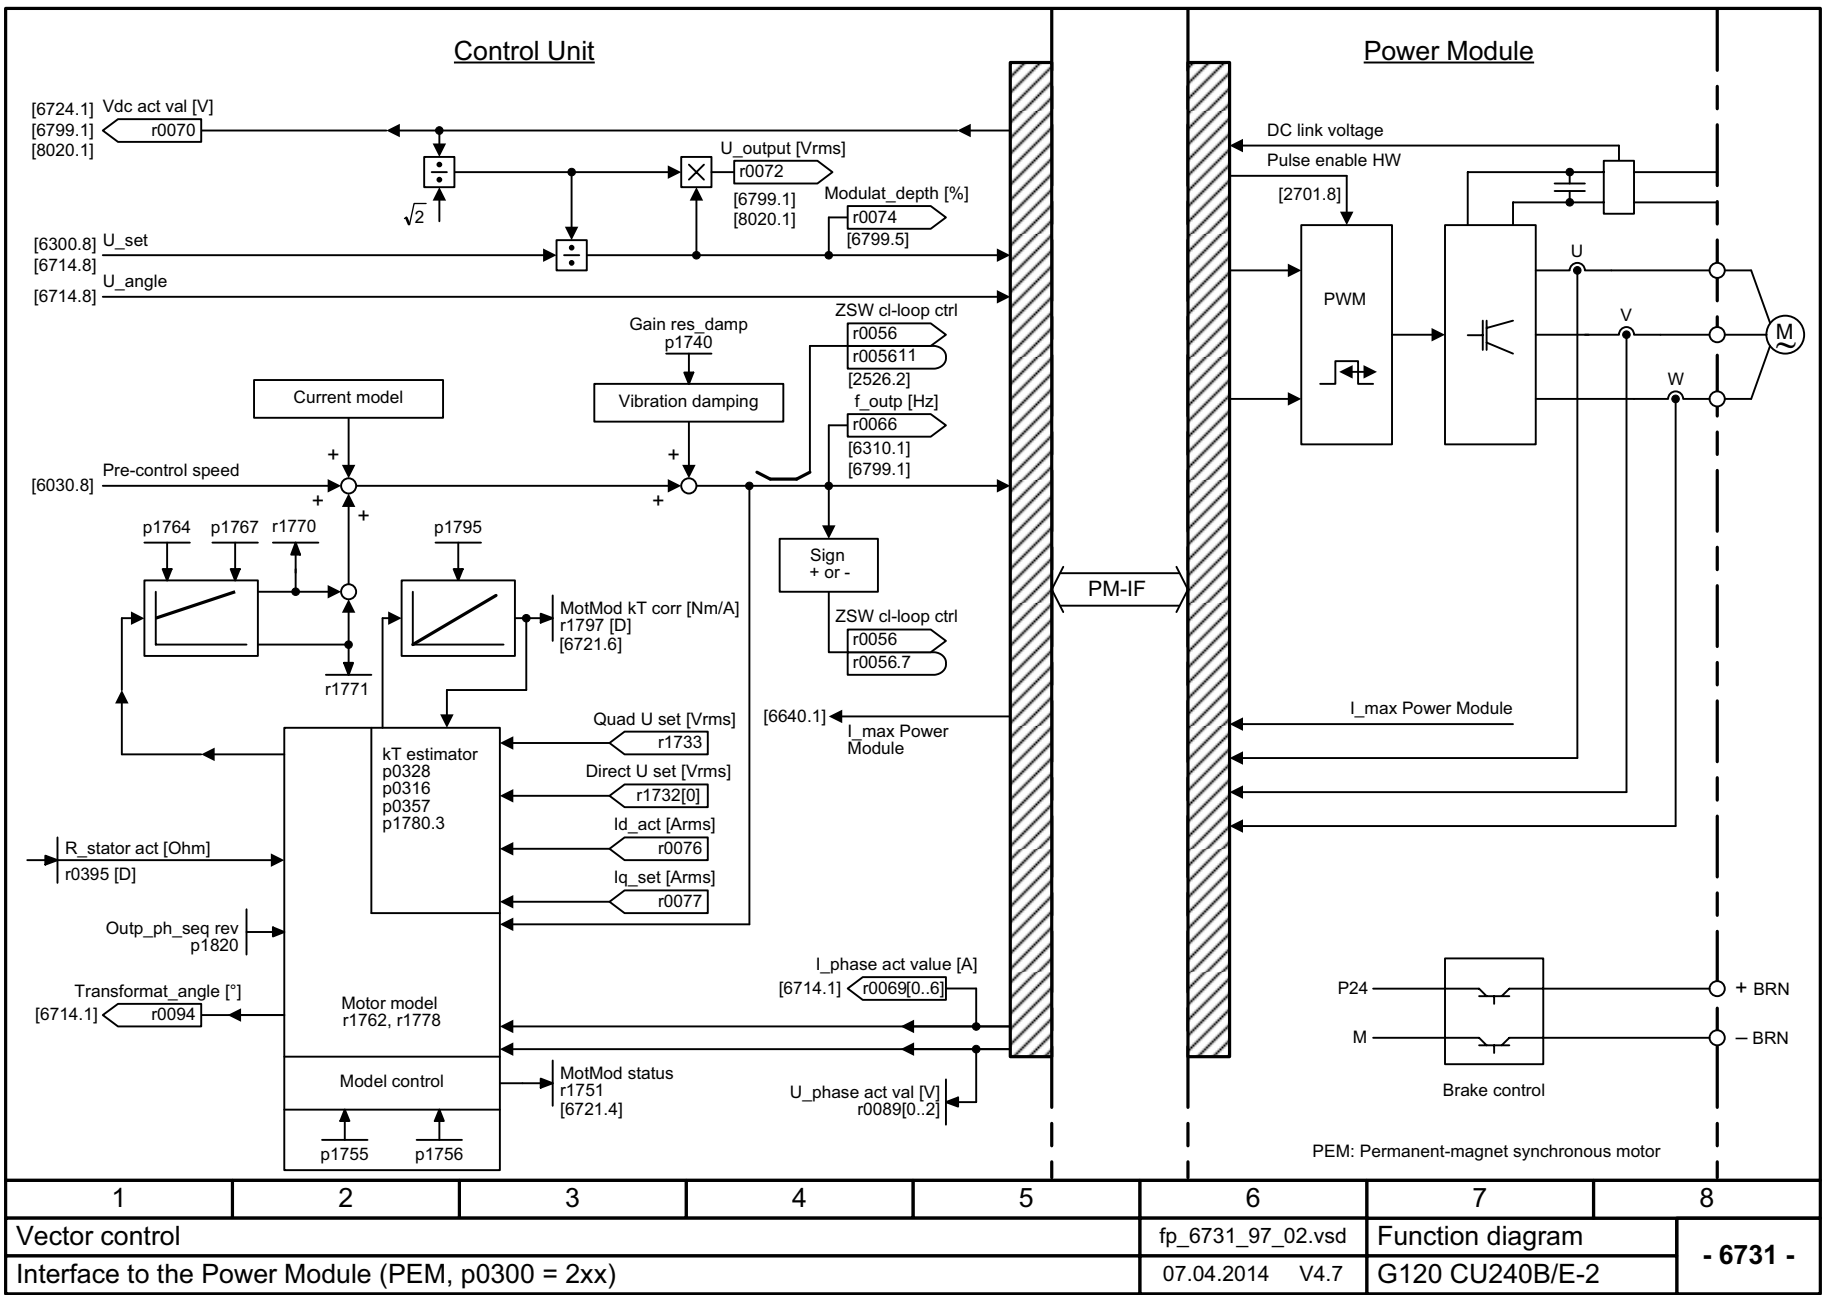 Control Unit
Power Module
[6724.1] Vdc act val [V]
[6799.1] r0070
[8020.1]
÷
√2
×
U_output [Vrms]
r0072
[6799.1]
[8020.1]
Modulat_depth [%]
r0074
[6799.5]
[6300.8] U_set
[6714.8]
÷
U_angle
[6714.8]
DC link voltage
Pulse enable HW
[2701.8]
PWM
U
V
W
M
~
Gain res_damp
p1740
Vibration damping
ZSW cl-loop ctrl
r0056
r005611
[2526.2]
f_outp [Hz]
r0066
[6310.1]
[6799.1]
Current model
+
+
Pre-control speed
[6030.8]
+
+
+
p1764
p1767
r1770
p1795
Sign
+ or -
PM-IF
MotMod kT corr [Nm/A]
r1797 [D]
[6721.6]
ZSW cl-loop ctrl
r0056
r0056.7
r1771
[6640.1]
I_max Power
Module
I_max Power Module
Quad U set [Vrms]
r1733
kT estimator
p0328
p0316
p0357
p1780.3
Direct U set [Vrms]
r1732[0]
Id_act [Arms]
r0076
Iq_set [Arms]
r0077
R_stator act [Ohm]
r0395 [D]
Outp_ph_seq rev
p1820
Transformat_angle [°]
[6714.1] r0094
Motor model
r1762, r1778
I_phase act value [A]
[6714.1] r0069[0..6]
P24
+ BRN
M
– BRN
Brake control
Model control
MotMod status
r1751
[6721.4]
U_phase act val [V]
r0089[0..2]
p1755
p1756
PEM: Permanent-magnet synchronous motor
1 2 3 4 5 6 7 8
Vector control
fp_6731_97_02.vsd
Function diagram
- 6731 -
Interface to the Power Module (PEM, p0300 = 2xx)
07.04.2014 V4.7
G120 CU240B/E-2